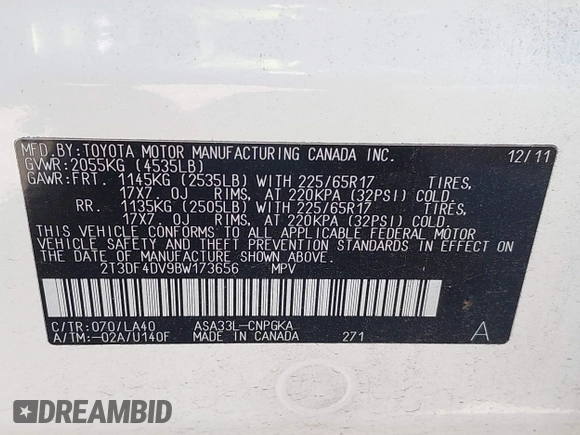 MFD.BY:TOYOTA MOTOR MANUFACTURING CANADA INC. 12/11
GVWR:2055KG (4535LB)
GAWR:FRT. 1145KG (2535LB) WITH 225/65R17 TIRES,
17X7 0J RIMS, AT 220KPA (32PSI) COLD.
RR. 1135KG (2505LB) WITH 225/65R17 TIRES,
17X7 0J RIMS, AT 220KPA (32PSI) COLD.
THIS VEHICLE CONFORMS TO ALL APPLICABLE FEDERAL MOTOR
VEHICLE SAFETY AND THEFT PREVENTION STANDARDS IN EFFECT
ON THE DATE OF MANUFACTURE SHOWN ABOVE.
2T3DF4DV9BW173656 MPV
C/TR:070/LA40 ASA33L-CNPGKA
A/TM:-02A/U140F MADE IN CANADA 271 A
DREAMBID